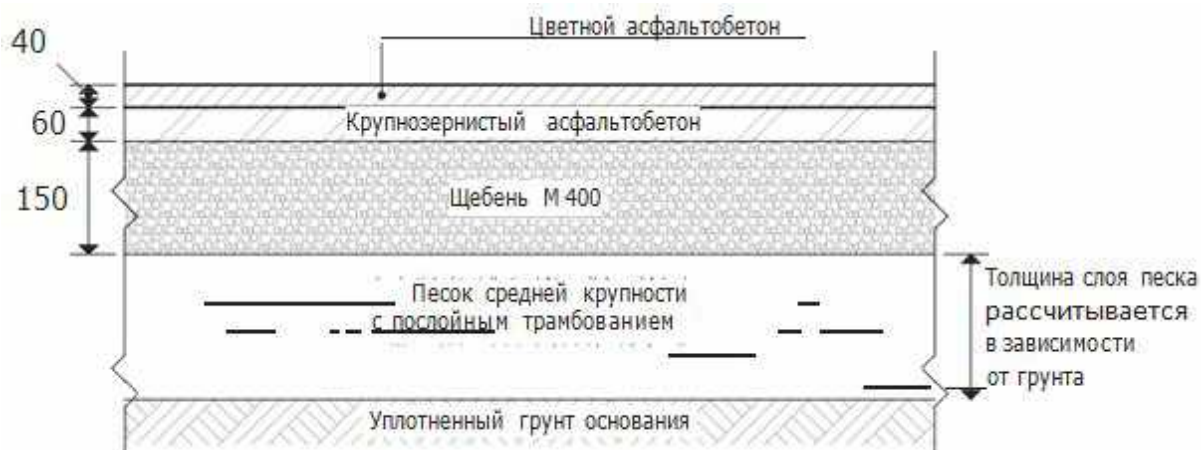 Цветной асфальтобетон
40
60
Крупнозернистый асфальтобетон
150
Щебень М 400
Песок средней крупности
с послойным трамбованием
Толщина слоя песка
рассчитывается
в зависимости
от грунта
Уплотненный грунт основания